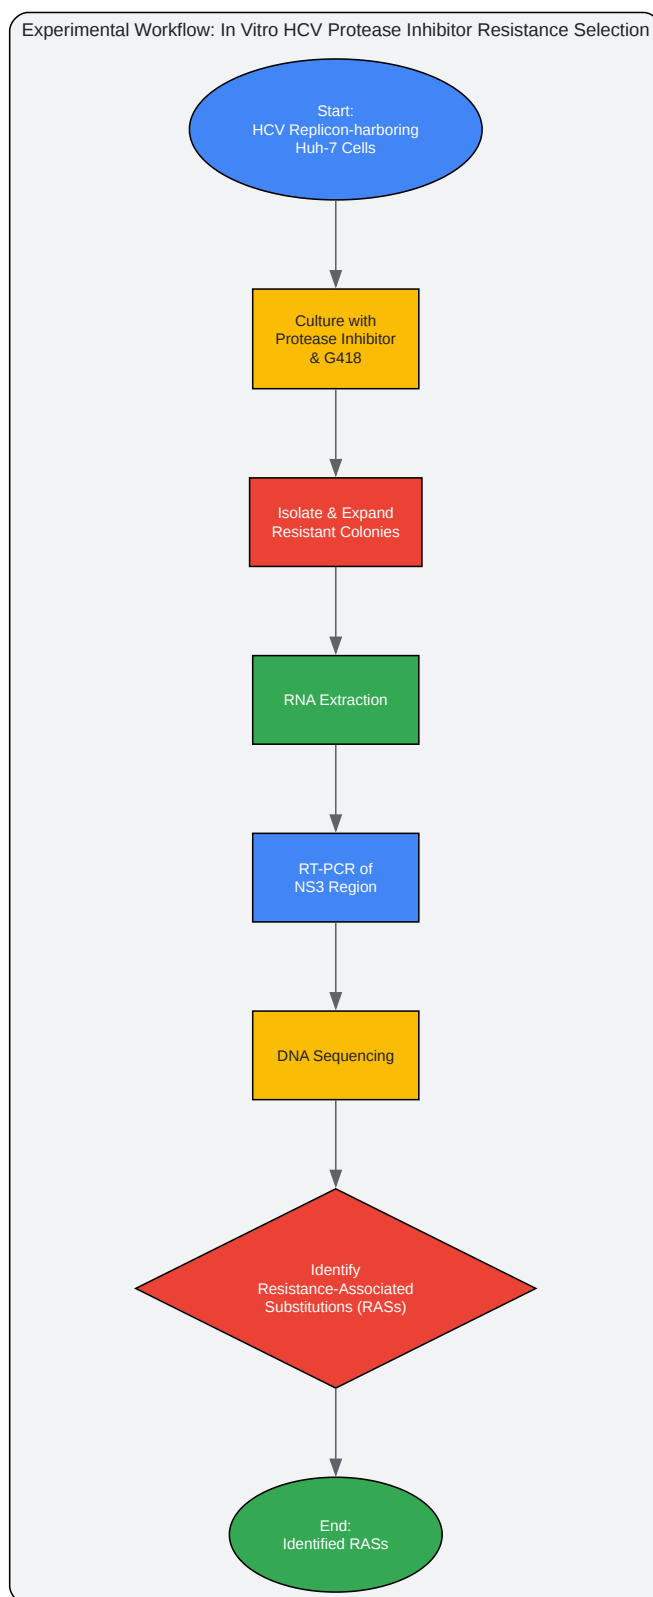 Experimental Workflow: In Vitro HCV Protease Inhibitor Resistance Selection
Start:
HCV Replicon-harboring
Huh-7 Cells
Culture with
Protease Inhibitor
& G418
Isolate & Expand
Resistant Colonies
RNA Extraction
RT-PCR of
NS3 Region
DNA Sequencing
Identify
Resistance-Associated
Substitutions (RASs)
End:
Identified RASs